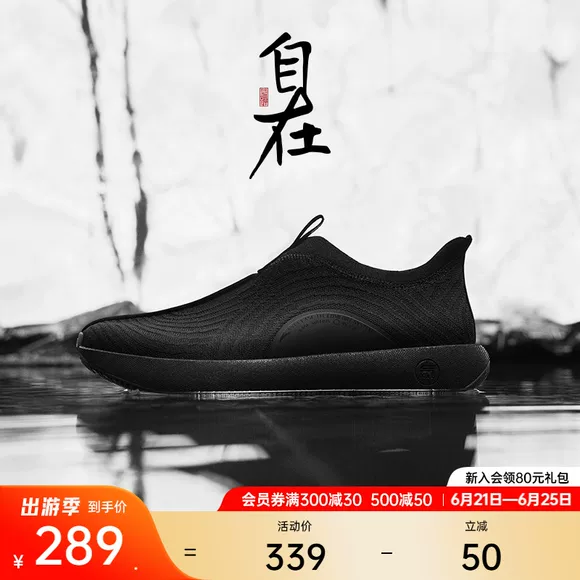 自在
新入会领80元礼包
出游季 到手价
会员券满300减30 500减50 6月21日—6月25日
活动价 立减
¥289 = 339 - 50